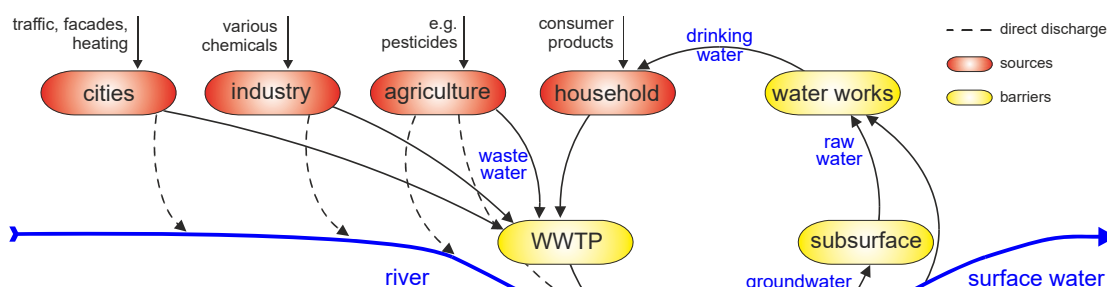 traffic, facades,
heating
various
chemicals
e.g.
pesticides
consumer
products
drinking
water
direct discharge
sources
barriers
cities
industry
agriculture
household
water works
waste
water
raw
water
WWTP
subsurface
river
groundwater
surface water